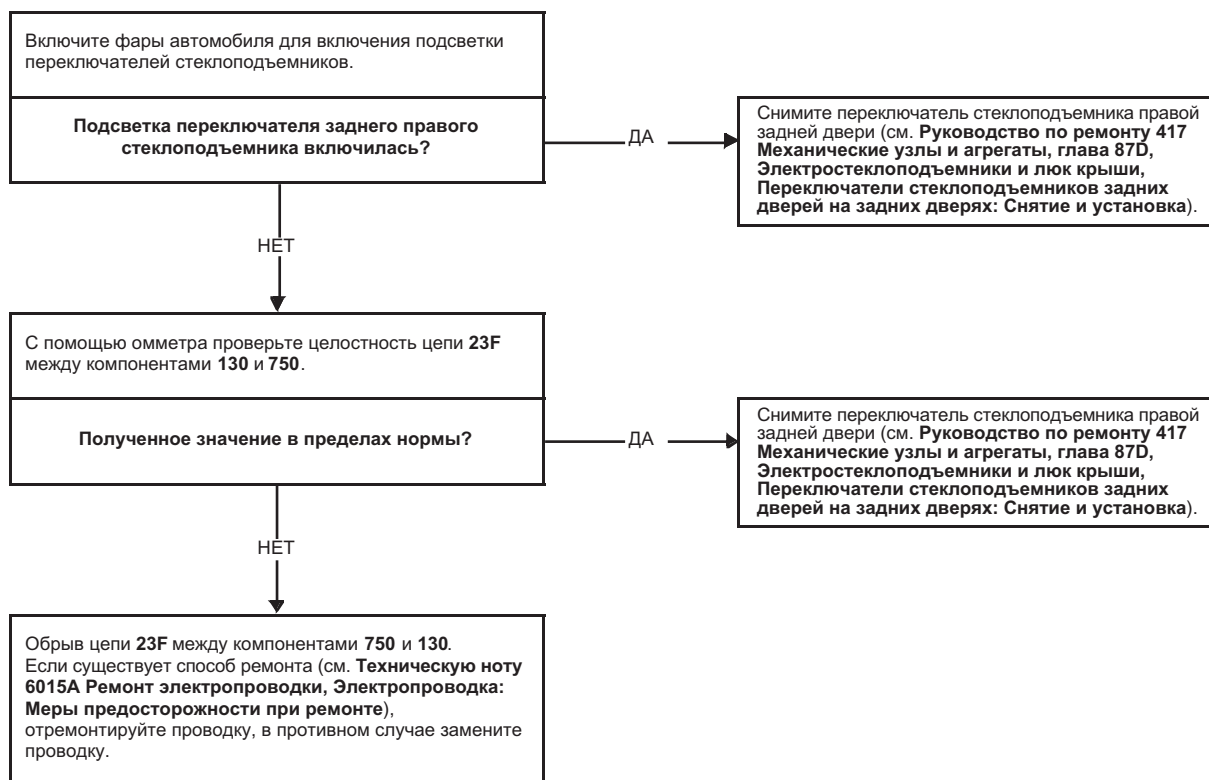 Включите фары автомобиля для включения подсветки
переключателей стеклоподъемников.
Подсветка переключателя заднего правого
стеклоподъемника включилась?
ДА
Снимите переключатель стеклоподъемника правой
задней двери (см. Руководство по ремонту 417
Механические узлы и агрегаты, глава 87D,
Электростеклоподъемники и люк крыши,
Переключатели стеклоподъемников задних
дверей на задних дверях: Снятие и установка).
НЕТ
С помощью омметра проверьте целостность цепи 23F
между компонентами 130 и 750.
Полученное значение в пределах нормы?
ДА
Снимите переключатель стеклоподъемника правой
задней двери (см. Руководство по ремонту 417
Механические узлы и агрегаты, глава 87D,
Электростеклоподъемники и люк крыши,
Переключатели стеклоподъемников задних
дверей на задних дверях: Снятие и установка).
НЕТ
Обрыв цепи 23F между компонентами 750 и 130.
Если существует способ ремонта (см. Техническую ноту
6015A Ремонт электропроводки, Электропроводка:
Меры предосторожности при ремонте),
отремонтируйте проводку, в противном случае замените
проводку.